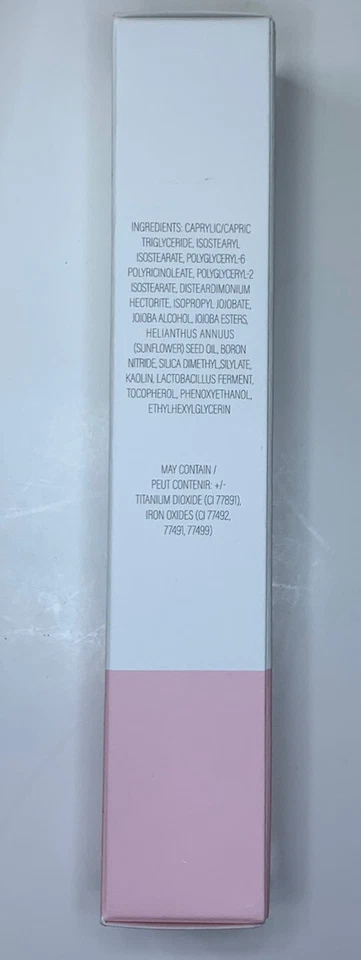 INGREDIENTS: CAPRYLIC/CAPRIC
TRIGLYCERIDE, ISOSTEARYL
ISOSTEARATE, POLYGLYCERYL-6
POLYRICINOLEATE, POLYGLYCERYL-2
ISOSTEARATE, DISTEARDIMONIUM
HECTORITE, ISOPROPYL JOJOBATE,
JOJOBA ALCOHOL, JOJOBA ESTERS,
HELIANTHUS ANNUUS
(SUNFLOWER) SEED OIL, BORON
NITRIDE, SILICA DIMETHYL SILYLATE,
KAOLIN, LACTOBACILLUS FERMENT,
TOCOPHEROL, PHENOXYETHANOL,
ETHYLHEXYLGLYCERIN
MAY CONTAIN /
PEUT CONTENIR: +/-
TITANIUM DIOXIDE (CI 77891),
IRON OXIDES (CI 77492,
77491, 77499)